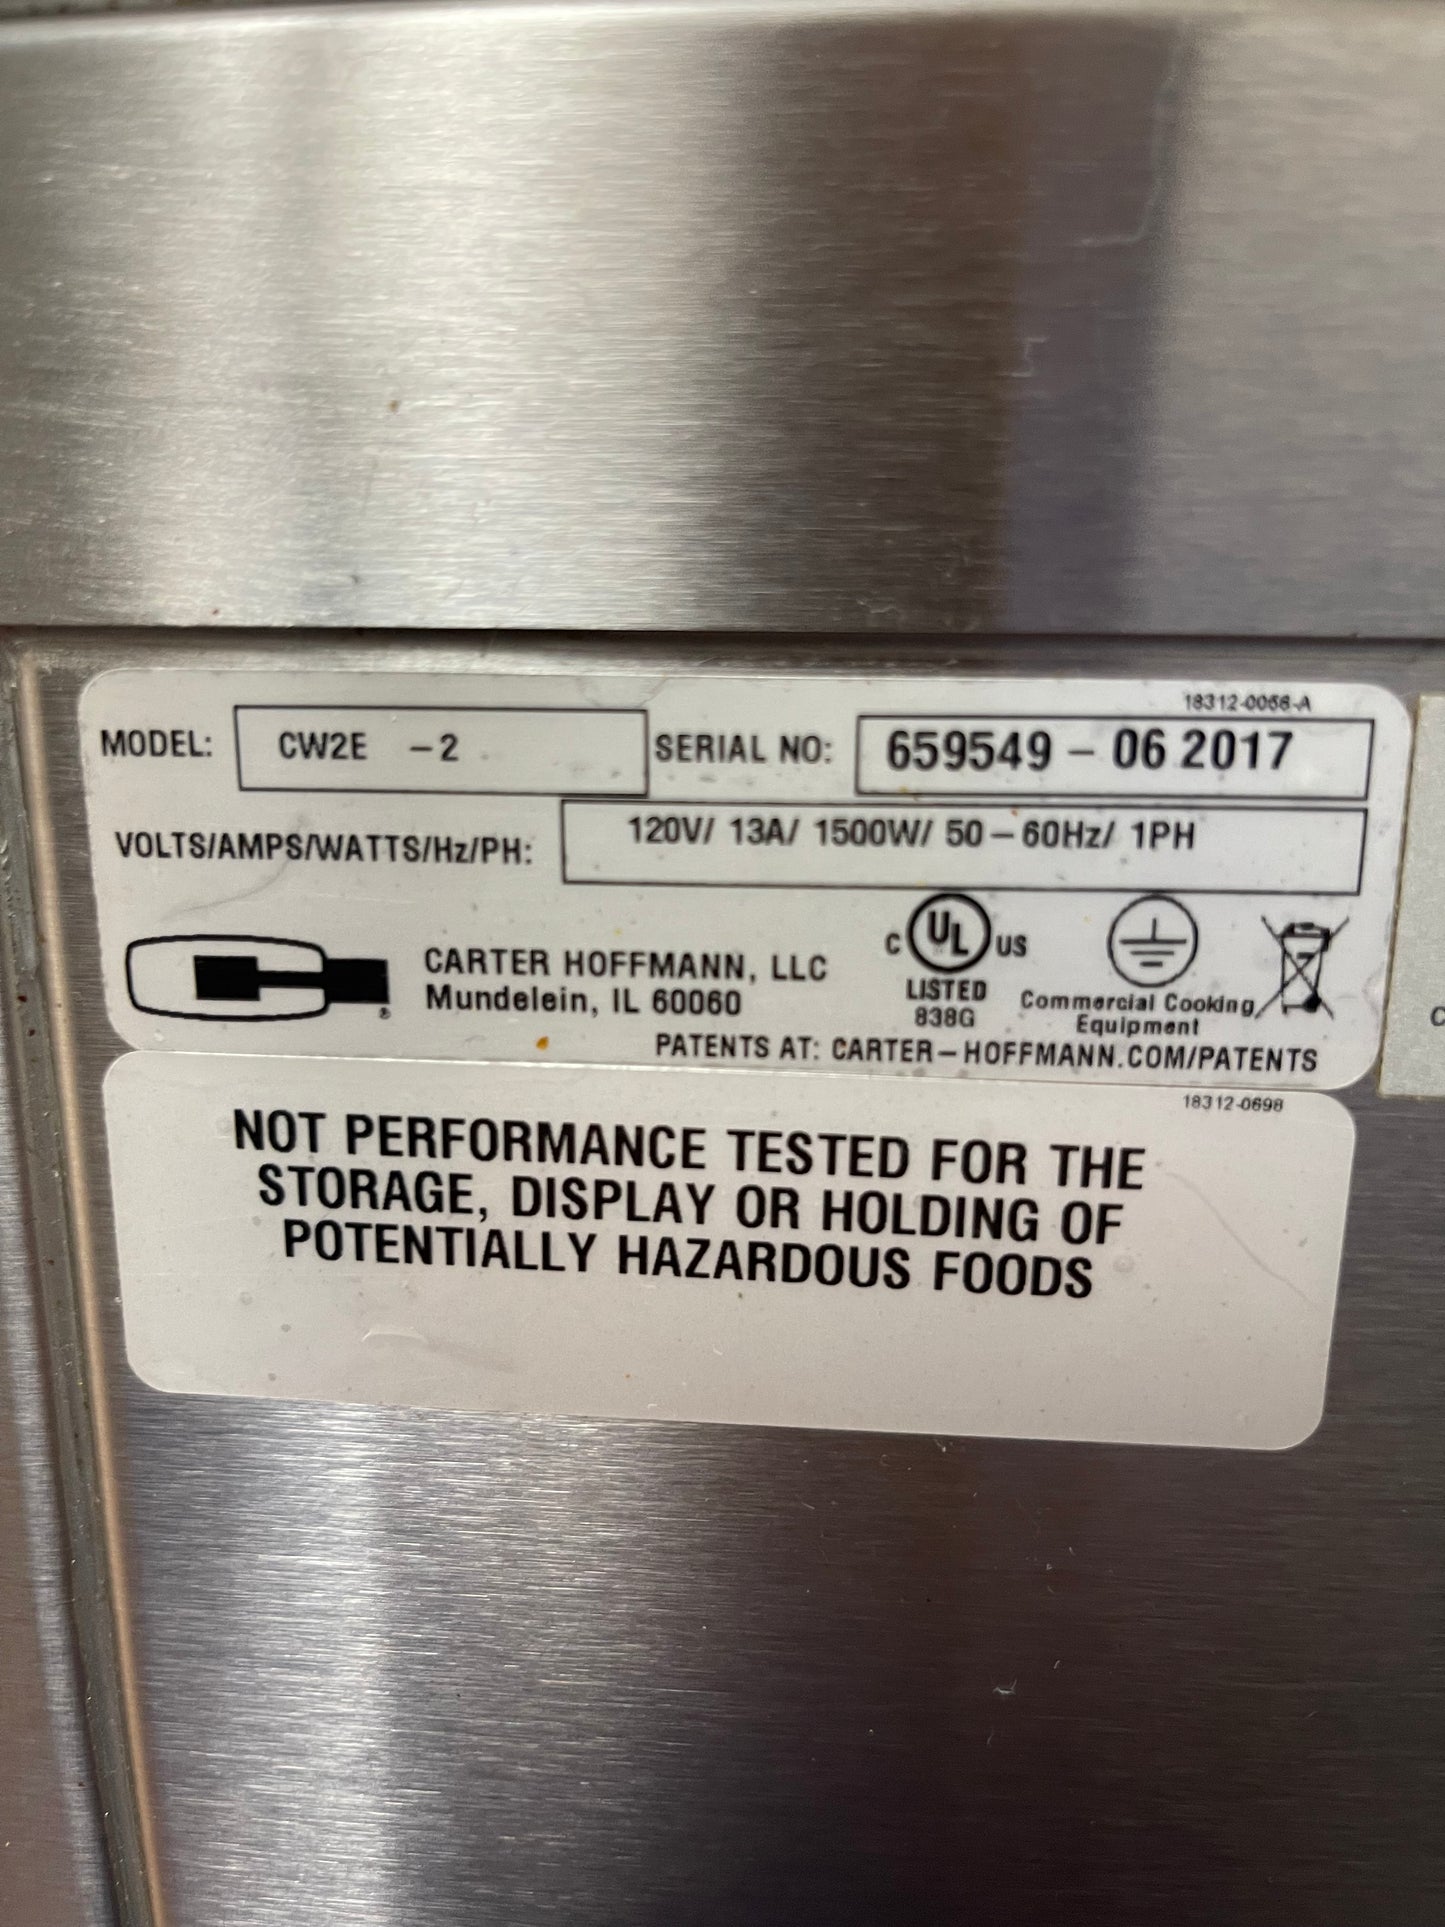 18312-0068-A
MODEL: CW2E -2 SERIAL NO: 659549 - 06 2017
VOLTS/AMPS/WATTS/Hz/PH: 120V/ 13A/ 1500W/ 50-60Hz/ 1PH
CARTER HOFFMANN, LLC
Mundelein, IL 60060
C UL US
LISTED
838G
Commercial Cooking
Equipment
PATENTS AT: CARTER-HOFFMANN.COM/PATENTS
18312-0698
NOT PERFORMANCE TESTED FOR THE
STORAGE, DISPLAY OR HOLDING OF
POTENTIALLY HAZARDOUS FOODS